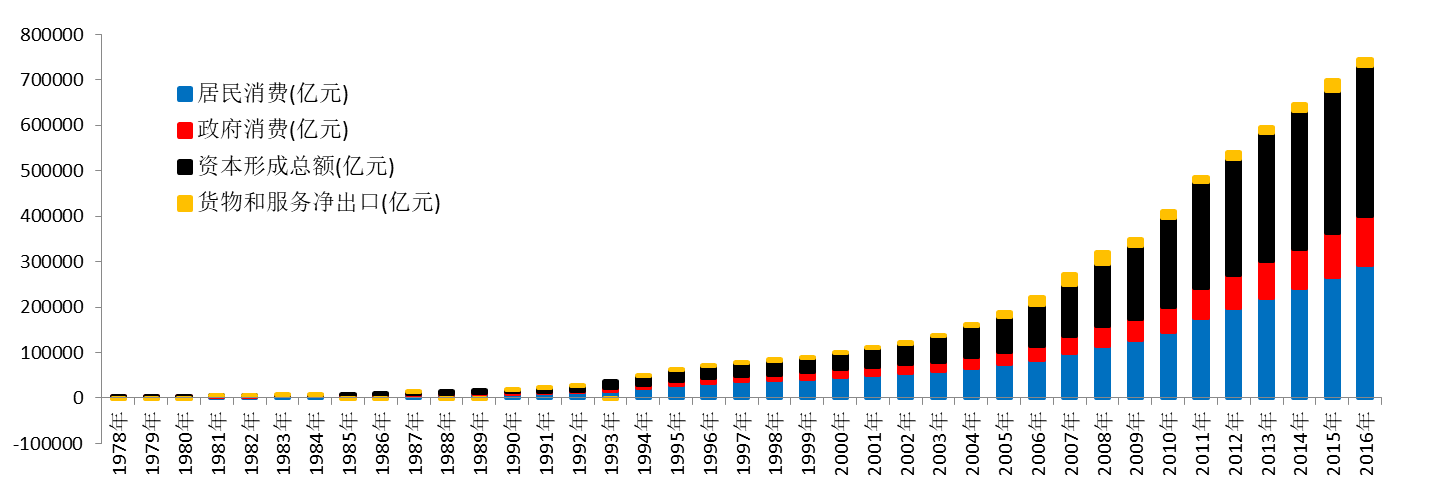 800000
700000
600000
500000
400000
300000
200000
100000
0
-100000
居民消费(亿元)
政府消费(亿元)
资本形成总额(亿元)
货物和服务净出口(亿元)
1978年
1979年
1980年
1981年
1982年
1983年
1984年
1985年
1986年
1987年
1988年
1989年
1990年
1991年
1992年
1993年
1994年
1995年
1996年
1997年
1998年
1999年
2000年
2001年
2002年
2003年
2004年
2005年
2006年
2007年
2008年
2009年
2010年
2011年
2012年
2013年
2014年
2015年
2016年